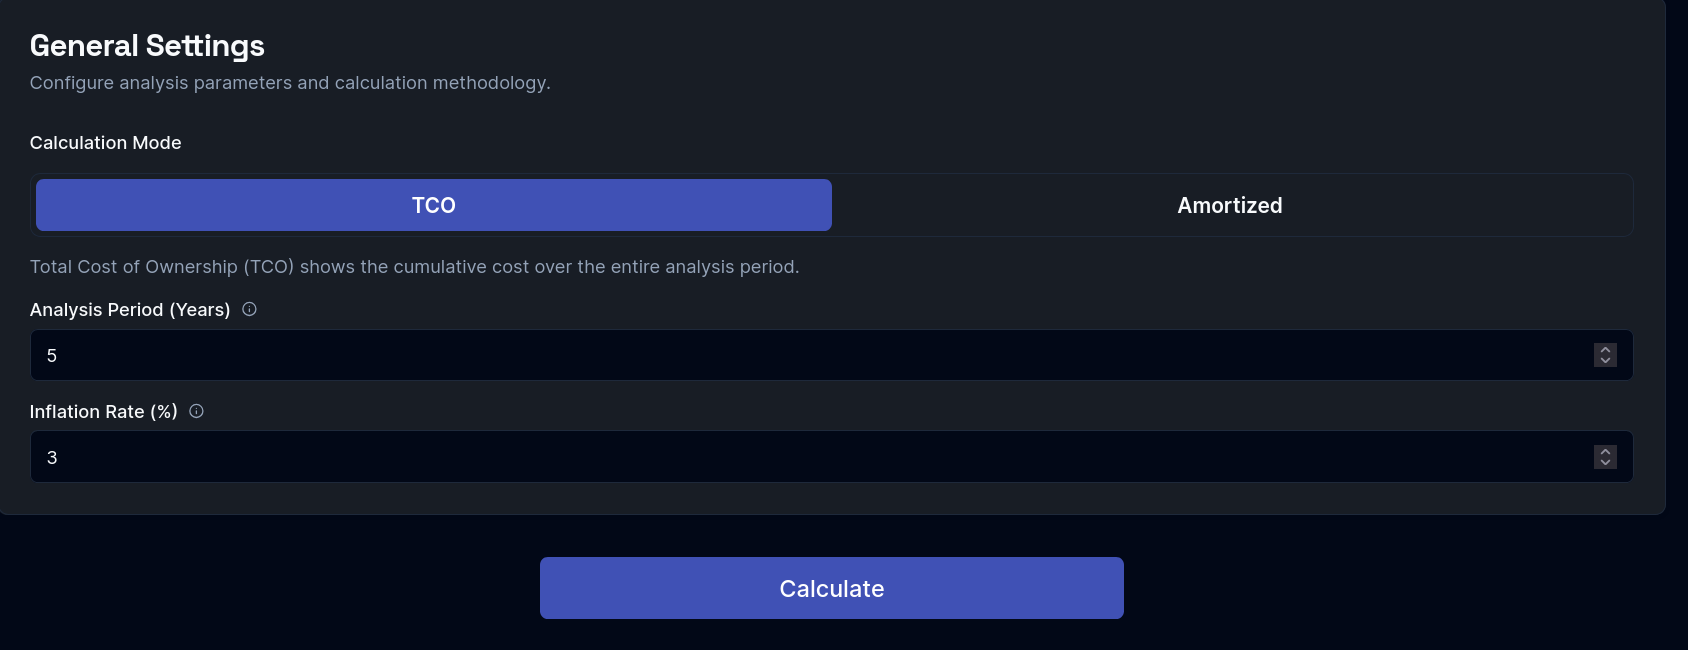 General Settings
Configure analysis parameters and calculation methodology.
Calculation Mode
TCO
Amortized
Total Cost of Ownership (TCO) shows the cumulative cost over the entire analysis period.
Analysis Period (Years)
5
Inflation Rate (%)
3
Calculate